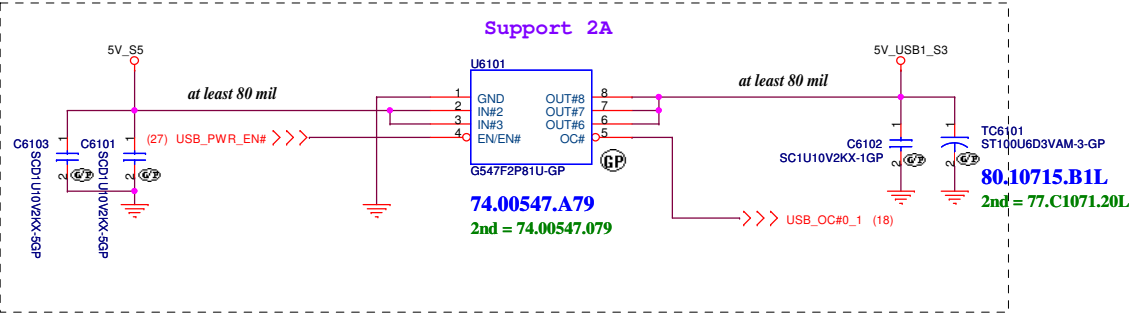 Support 2A
5V_S5
U6101
5V_USB1_S3
at least 80 mil
at least 80 mil
1 GND OUT#8 8
2 IN#2 OUT#7 7
3 IN#3 OUT#6 6
4 EN/EN# OC# 5
(27) USB_PWR_EN#
G547F2P81U-GP
GP
74.00547.A79
2nd = 74.00547.079
C6103
SCD1U10V2KX-5GP
1
2
G/P
C6101
SCD1U10V2KX-5GP
1
2
G/P
C6102
SC1U10V2KX-1GP
1
2
G/P
TC6101
ST100U6D3VAM-3-GP
1
2
G/P
80.10715.B1L
2nd = 77.C1071.20L
USB_OC#0_1 (18)